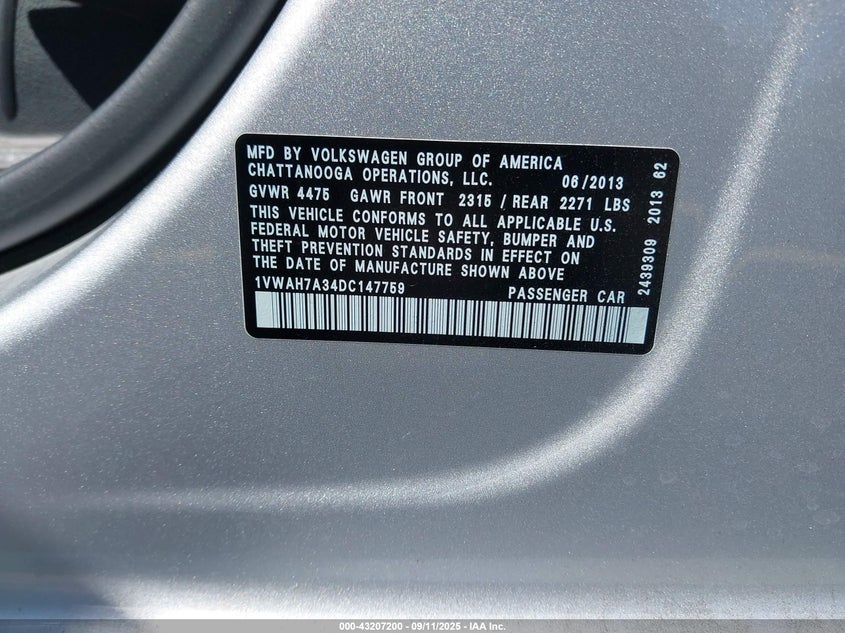 MFD BY VOLKSWAGEN GROUP OF AMERICA
CHATTANOOGA OPERATIONS, LLC. 06/2013
GVWR 4475 GAWR FRONT 2315 / REAR 2271 LBS
THIS VEHICLE CONFORMS TO ALL APPLICABLE U.S.
FEDERAL MOTOR VEHICLE SAFETY, BUMPER AND
THEFT PREVENTION STANDARDS IN EFFECT ON
THE DATE OF MANUFACTURE SHOWN ABOVE
1VWAH7A34DC147759 PASSENGER CAR
2439309 2013 62
000-43207200 - 09/11/2025 - IAA Inc.